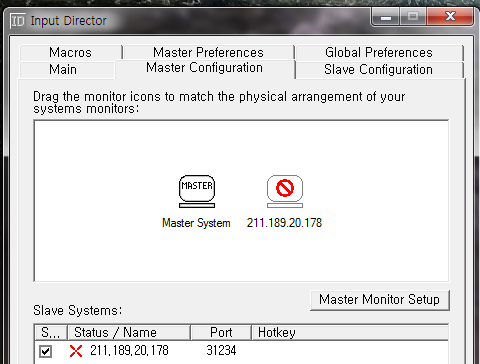 ID Input Director
Macros Master Preferences Global Preferences
Main Master Configuration Slave Configuration
Drag the monitor icons to match the physical arrangement of your
systems monitors:
MASTER
Master System 211.189.20.178
Master Monitor Setup
Slave Systems:
S... Status / Name Port Hotkey
211,189,20,178 31234